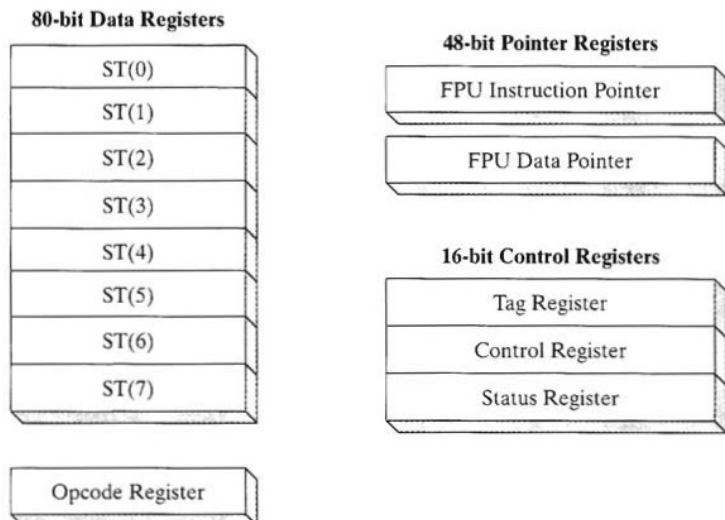 80-bit Data Registers
ST(0)
ST(1)
ST(2)
ST(3)
ST(4)
ST(5)
ST(6)
ST(7)
Opcode Register
48-bit Pointer Registers
FPU Instruction Pointer
FPU Data Pointer
16-bit Control Registers
Tag Register
Control Register
Status Register